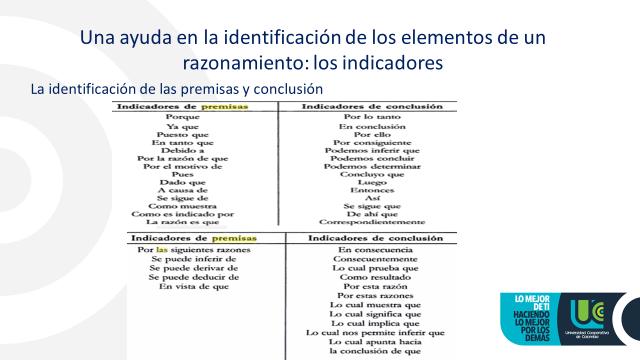 Una ayuda en la identificación de los elementos de un
razonamiento: los indicadores
La identificación de las premisas y conclusión
Indicadores de premisas
Porque
Ya que
Puesto que
En tanto que
Debido a
Por la razón de que
Por el motivo de
Pues
Dado que
A causa de
Se sigue de
Como muestra
Como es indicado por
La razón es que
Indicadores de conclusión
Por lo tanto
En conclusión
Por ello
Por consiguiente
Podemos inferir que
Podemos concluir
Podemos determinar
Concluyo que
Luego
Entonces
Así
Se sigue que
De ahí que
Correspondientemente
Indicadores de premisas
Por las siguientes razones
Se puede inferir de
Se puede derivar de
Se puede deducir de
En vista de que
Indicadores de conclusión
En consecuencia
Consecuentemente
Lo cual prueba que
Como resultado
Por esta razón
Por estas razones
Lo cual muestra que
Lo cual significa que
Lo cual implica que
Lo cual nos permite inferir que
Lo cual apunta hacia
la conclusión de que
LO MEJOR
DE TI
HACIENDO
LO MEJOR
POR LOS
DEMÁS
UCC
Universidad Cooperativa
de Colombia